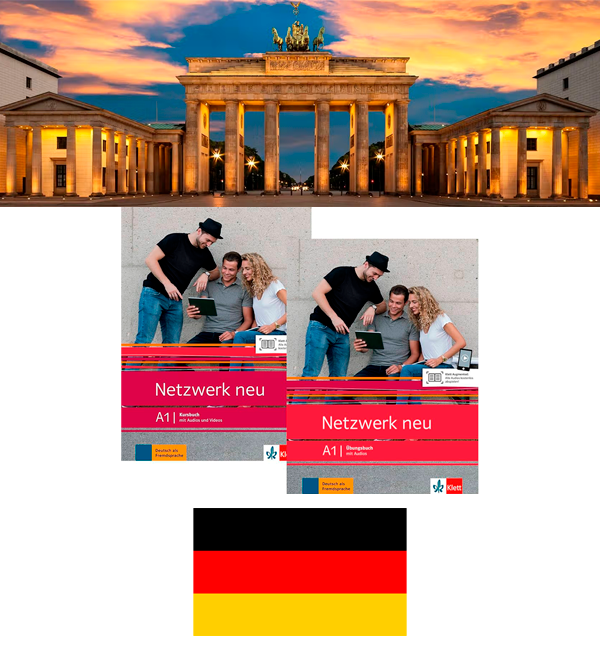 Netzwerk neu
A1
Kursbuch
mit Audios und Videos
Deutsch als
Fremdsprache
Kle
Netzwerk neu
A1
Übungsbuch
mit Audios
Deutsch als
Fremdsprache
Klett